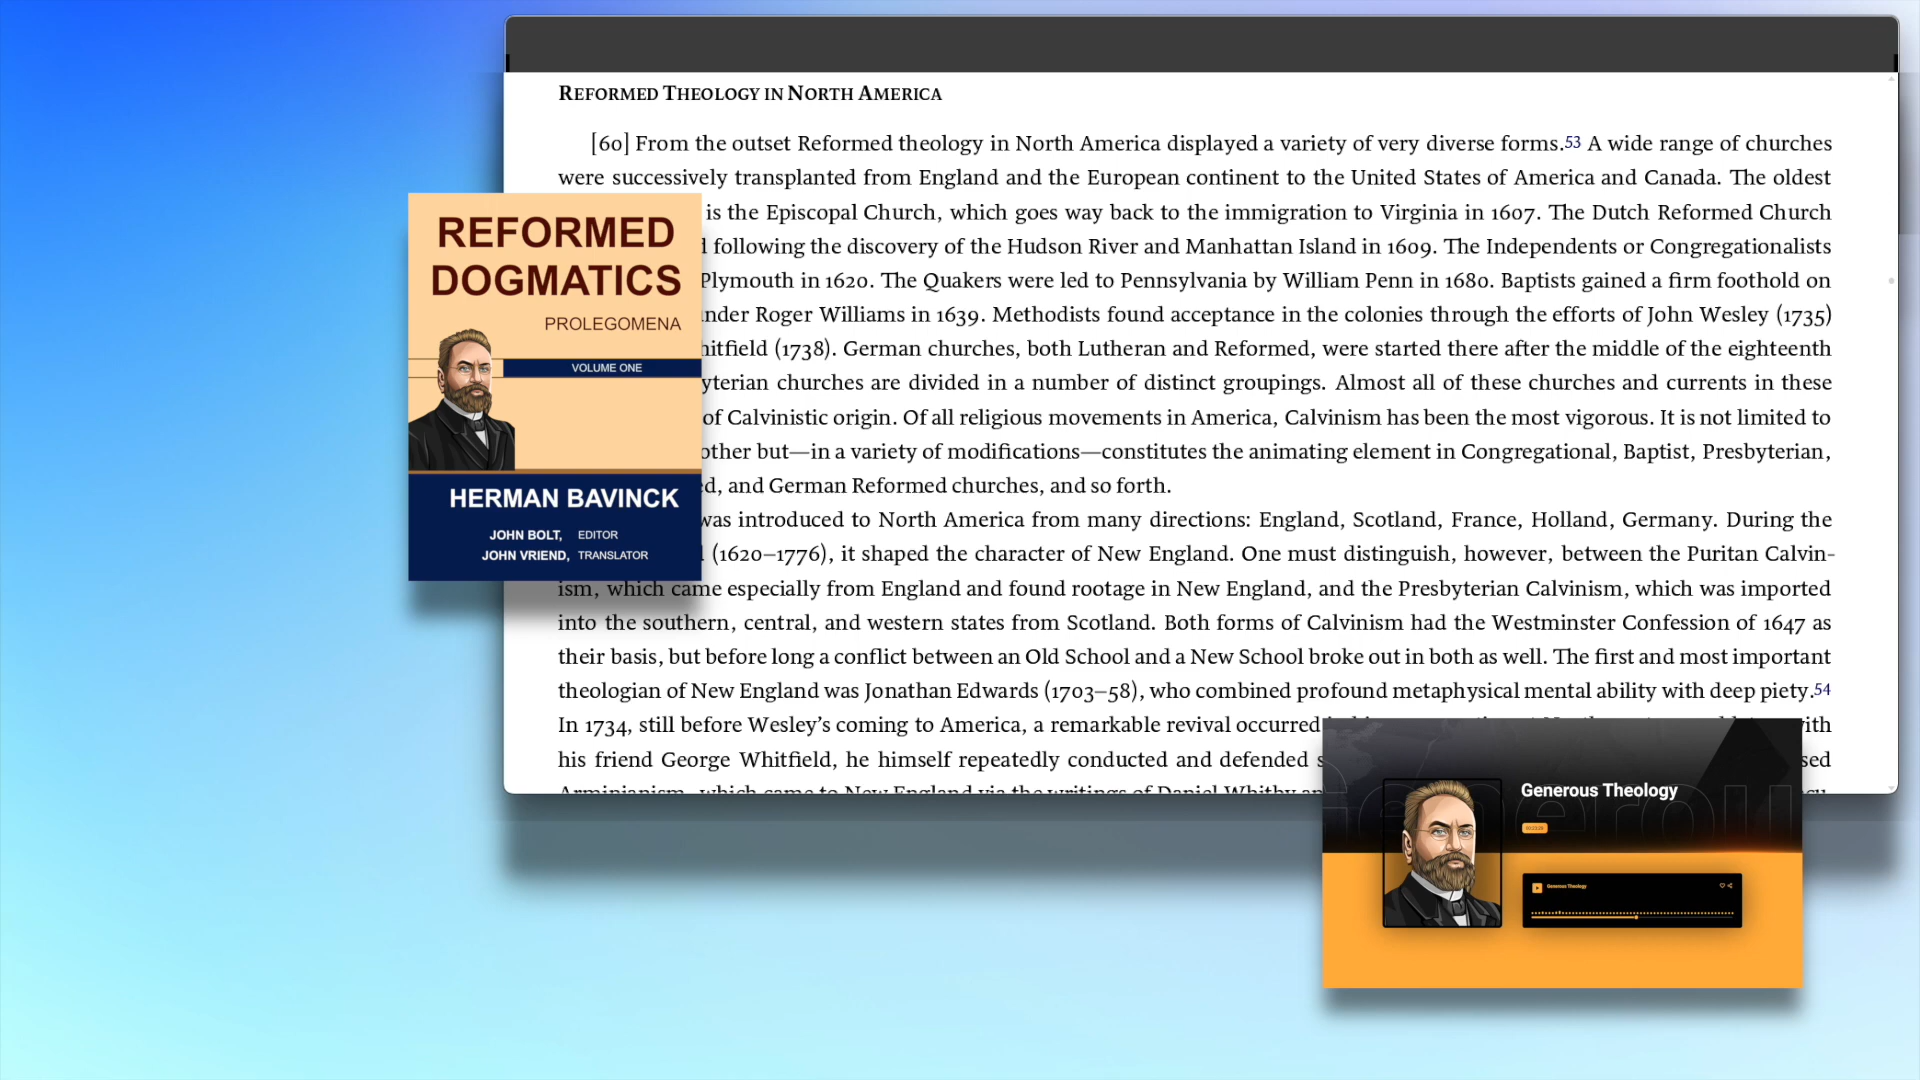 REFORMED THEOLOGY IN NORTH AMERICA
[60] From the outset Reformed theology in North America displayed a variety of very diverse forms.53 A wide range of churches
were successively transplanted from England and the European continent to the United States of America and Canada. The oldest
is the Episcopal Church, which goes way back to the immigration to Virginia in 1607. The Dutch Reformed Church
following the discovery of the Hudson River and Manhattan Island in 1609. The Independents or Congregationalists
Plymouth in 1620. The Quakers were led to Pennsylvania by William Penn in 1680. Baptists gained a firm foothold on
nder Roger Williams in 1639. Methodists found acceptance in the colonies through the efforts of John Wesley (1735)
hitfield (1738). German churches, both Lutheran and Reformed, were started there after the middle of the eighteenth
yterian churches are divided in a number of distinct groupings. Almost all of these churches and currents in these
of Calvinistic origin. Of all religious movements in America, Calvinism has been the most vigorous. It is not limited to
other but—in a variety of modifications—constitutes the animating element in Congregational, Baptist, Presbyterian,
ed, and German Reformed churches, and so forth.
was introduced to North America from many directions: England, Scotland, France, Holland, Germany. During the
(1620–1776), it shaped the character of New England. One must distinguish, however, between the Puritan Calvin-
ism, which came especially from England and found rootage in New England, and the Presbyterian Calvinism, which was imported
into the southern, central, and western states from Scotland. Both forms of Calvinism had the Westminster Confession of 1647 as
their basis, but before long a conflict between an Old School and a New School broke out in both as well. The first and most important
theologian of New England was Jonathan Edwards (1703–58), who combined profound metaphysical mental ability with deep piety.54
In 1734, still before Wesley's coming to America, a remarkable revival occurred
his friend George Whitfield, he himself repeatedly conducted and defended
Arminianism, which came to New England via the writings of Daniel Whitby
REFORMED
DOGMATICS
PROLEGOMENA
VOLUME ONE
HERMAN BAVINCK
JOHN BOLT, EDITOR
JOHN VRIEND, TRANSLATOR
Generous Theology
Generous Theology